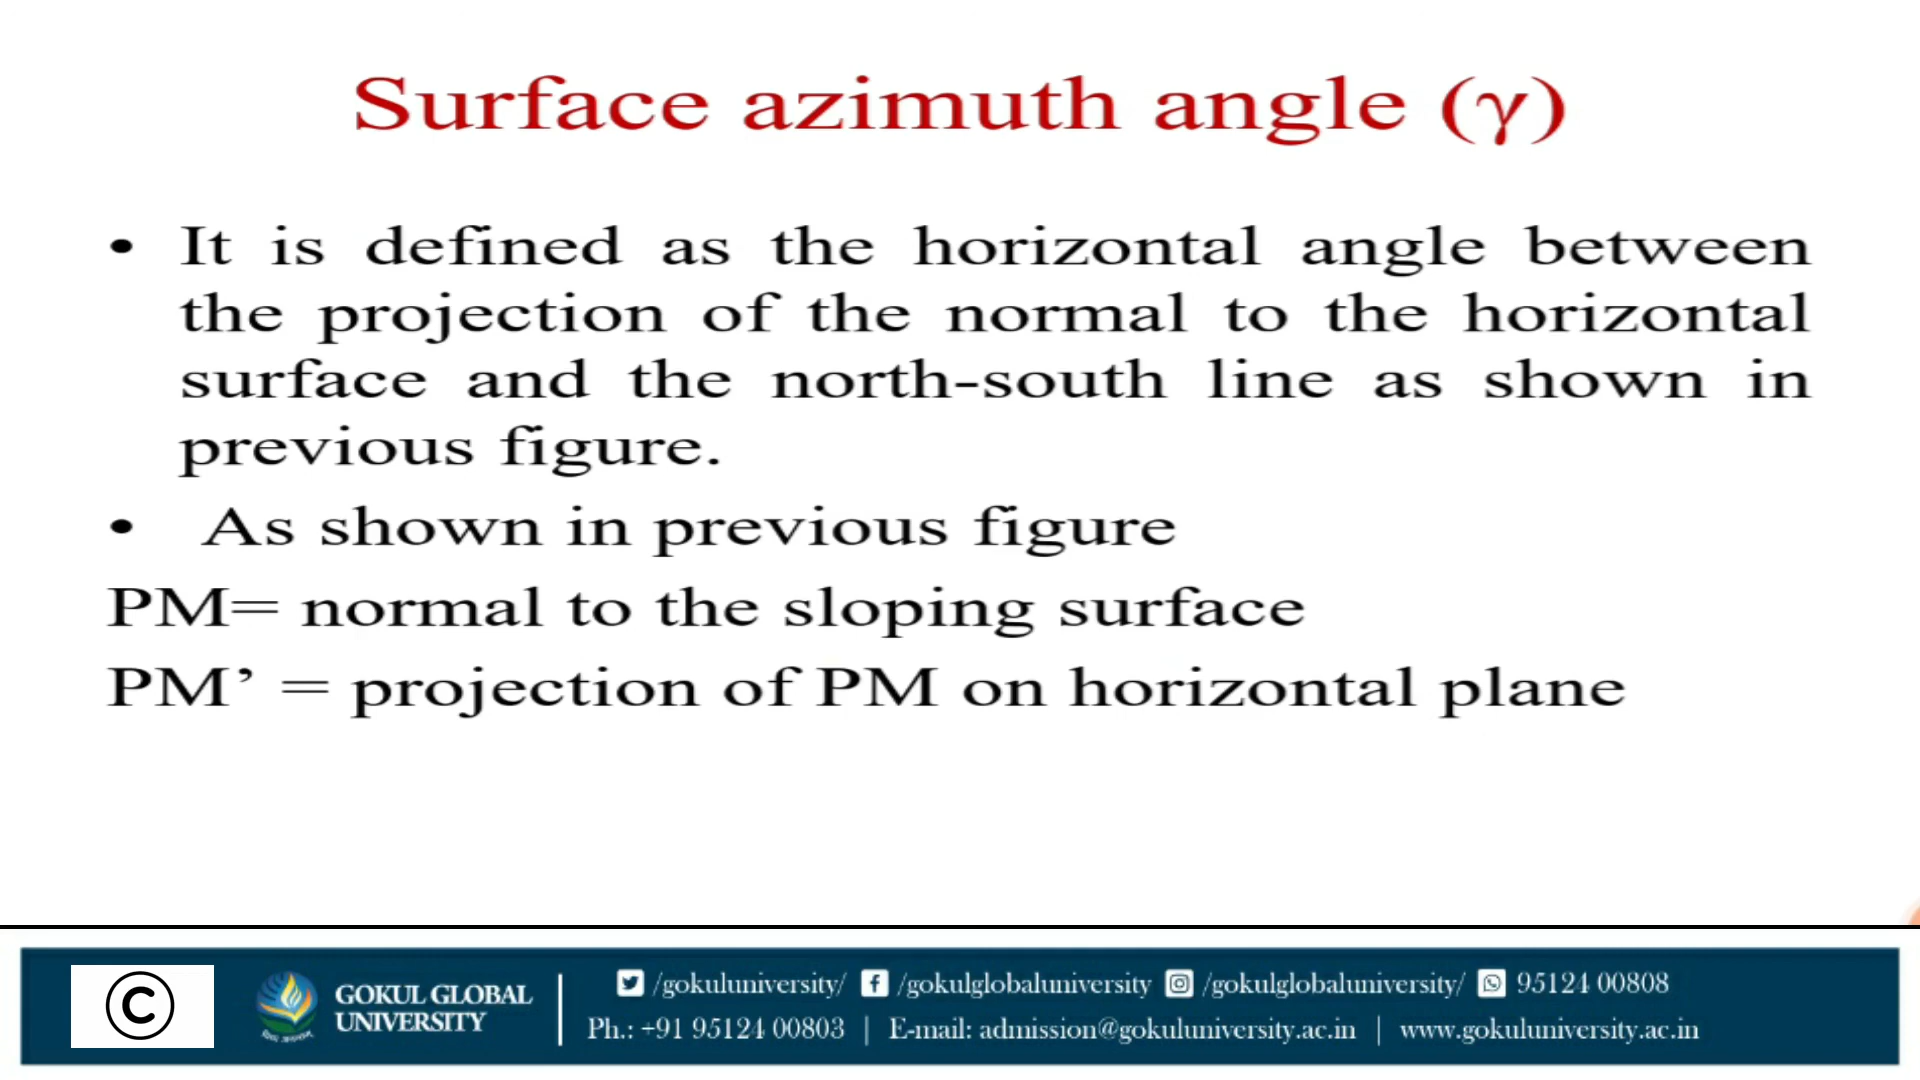 Surface azimuth angle (γ)
• It is defined as the horizontal angle between
the projection of the normal to the horizontal
surface and the north-south line as shown in
previous figure.
• As shown in previous figure
PM= normal to the sloping surface
PM’ = projection of PM on horizontal plane
©
GOKUL GLOBAL
UNIVERSITY
/gokuluniversity/ /gokulglobaluniversity /gokulglobaluniversity/ 95124 00808
Ph.: +91 95124 00803 | E-mail: admission@gokuluniversity.ac.in | www.gokuluniversity.ac.in